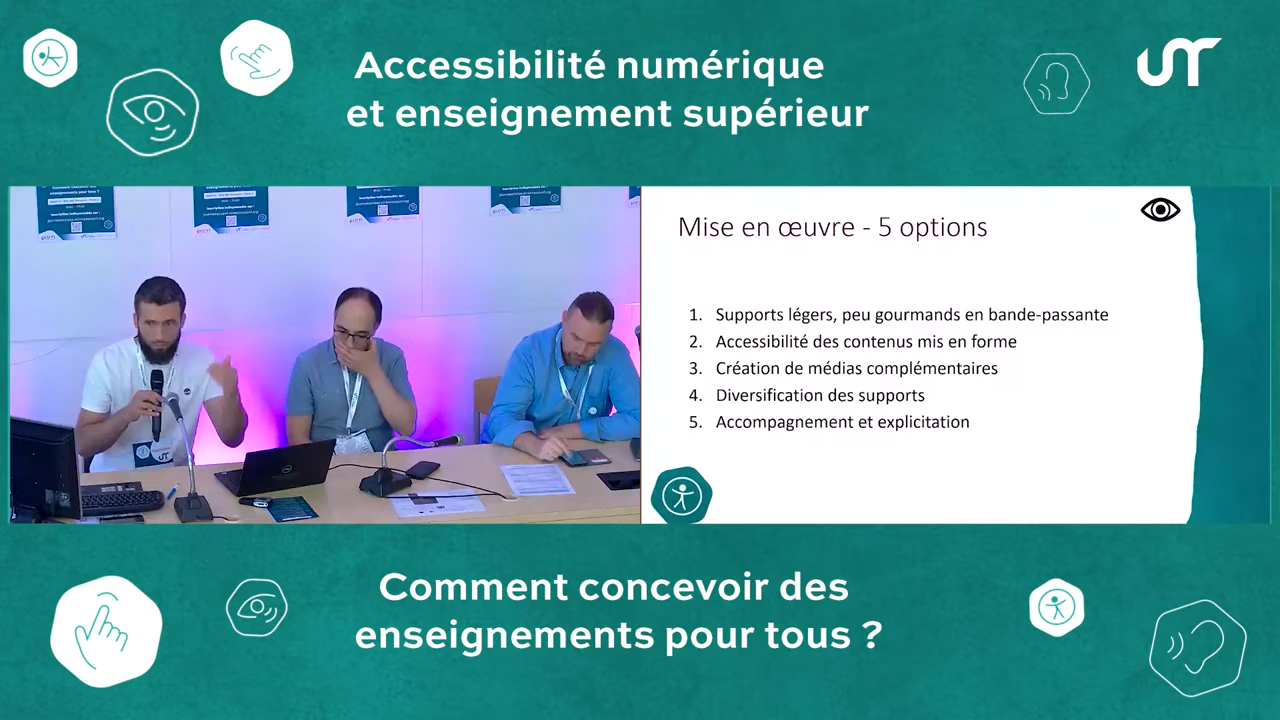 Accessibilité numérique
et enseignement supérieur
UT
Mise en œuvre - 5 options
1. Supports légers, peu gourmands en bande-passante
2. Accessibilité des contenus mis en forme
3. Création de médias complémentaires
4. Diversification des supports
5. Accompagnement et explicitation
Comment concevoir des
enseignements pour tous ?